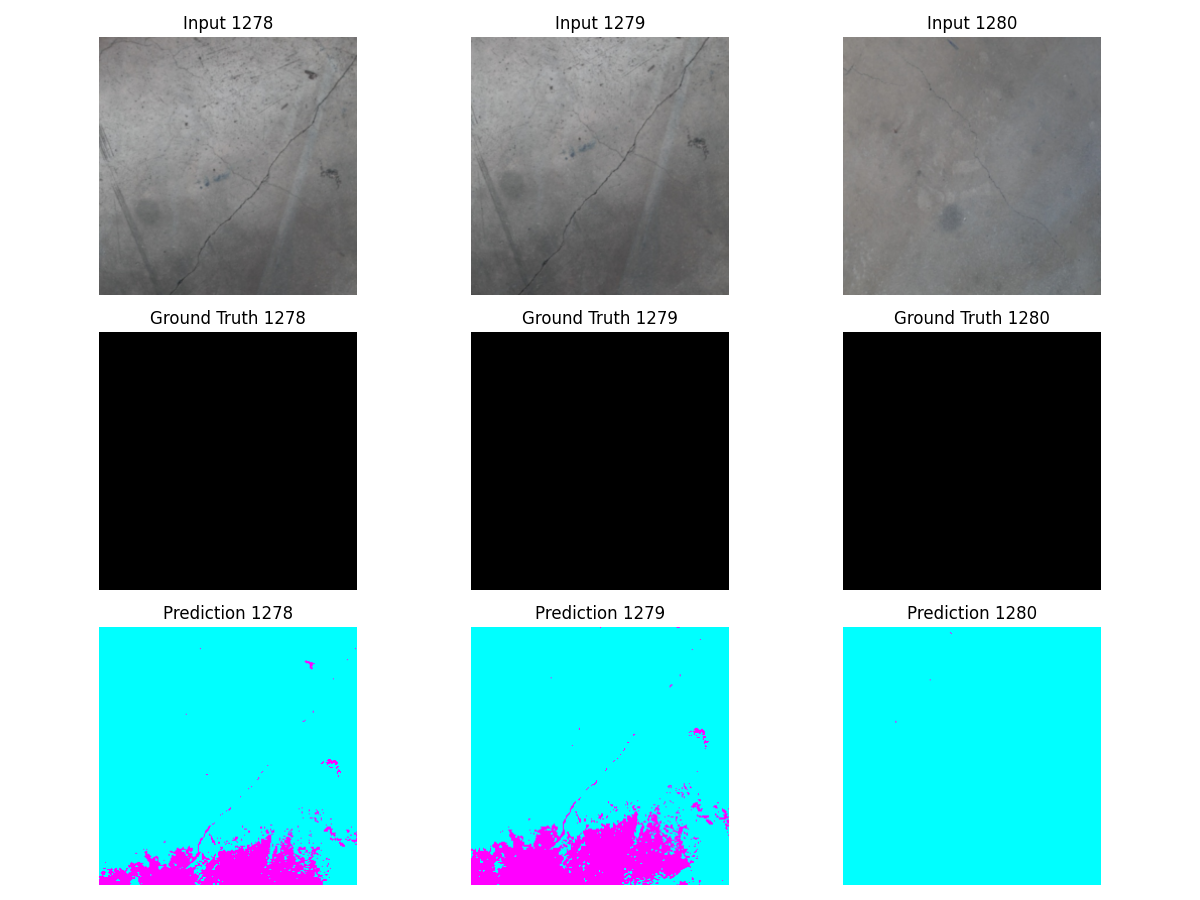 Input 1278
Input 1279
Input 1280
Ground Truth 1278
Ground Truth 1279
Ground Truth 1280
Prediction 1278
Prediction 1279
Prediction 1280